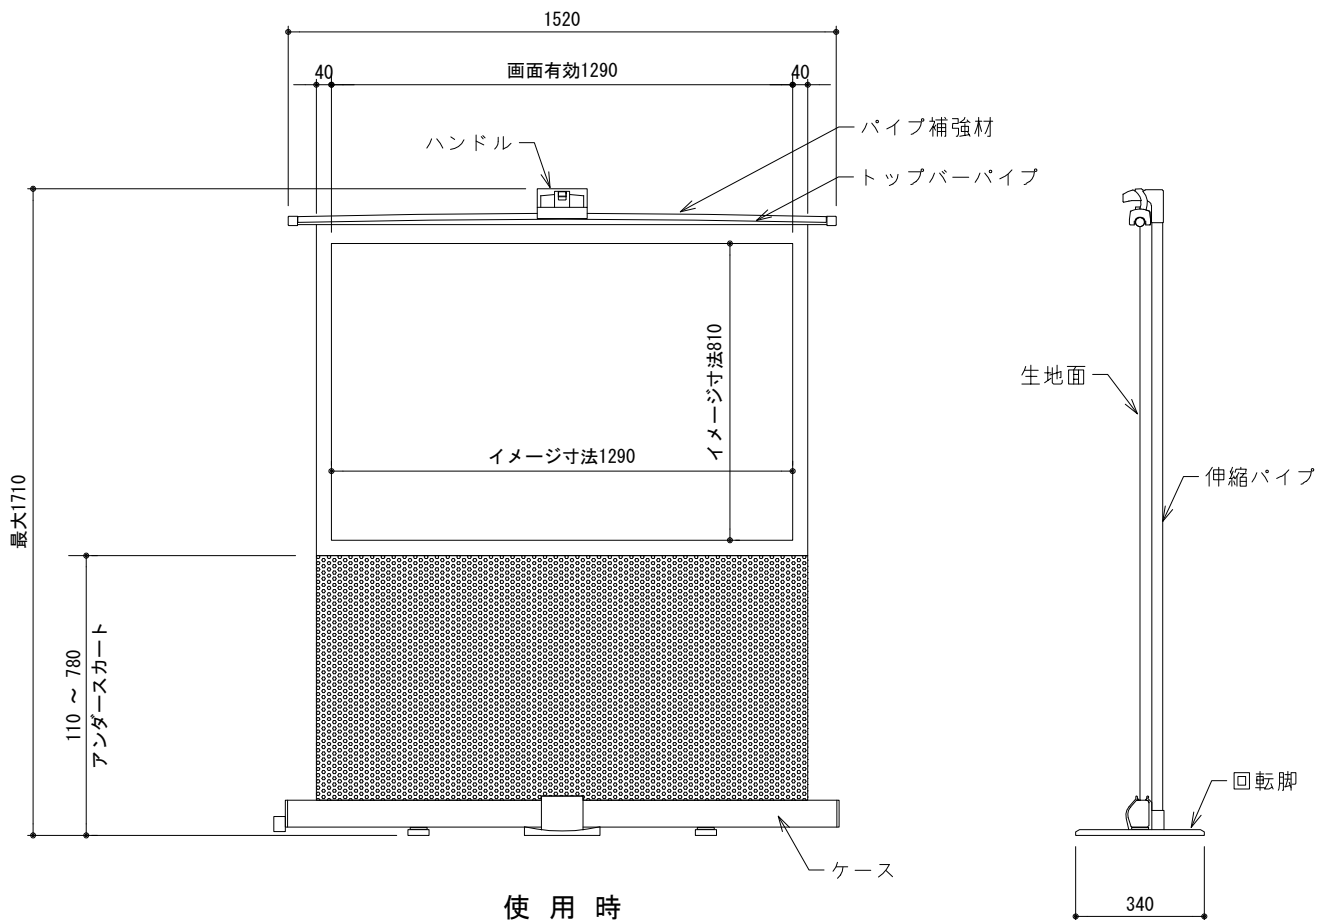 1520
40
画面有効1290
40
パイプ補強材
ハンドル
トップバーパイプ
イメージ寸法810
生地面
イメージ寸法1290
伸縮パイプ
最大1710
110 ～ 780
アンダースカート
回転脚
ケース
340
使用時